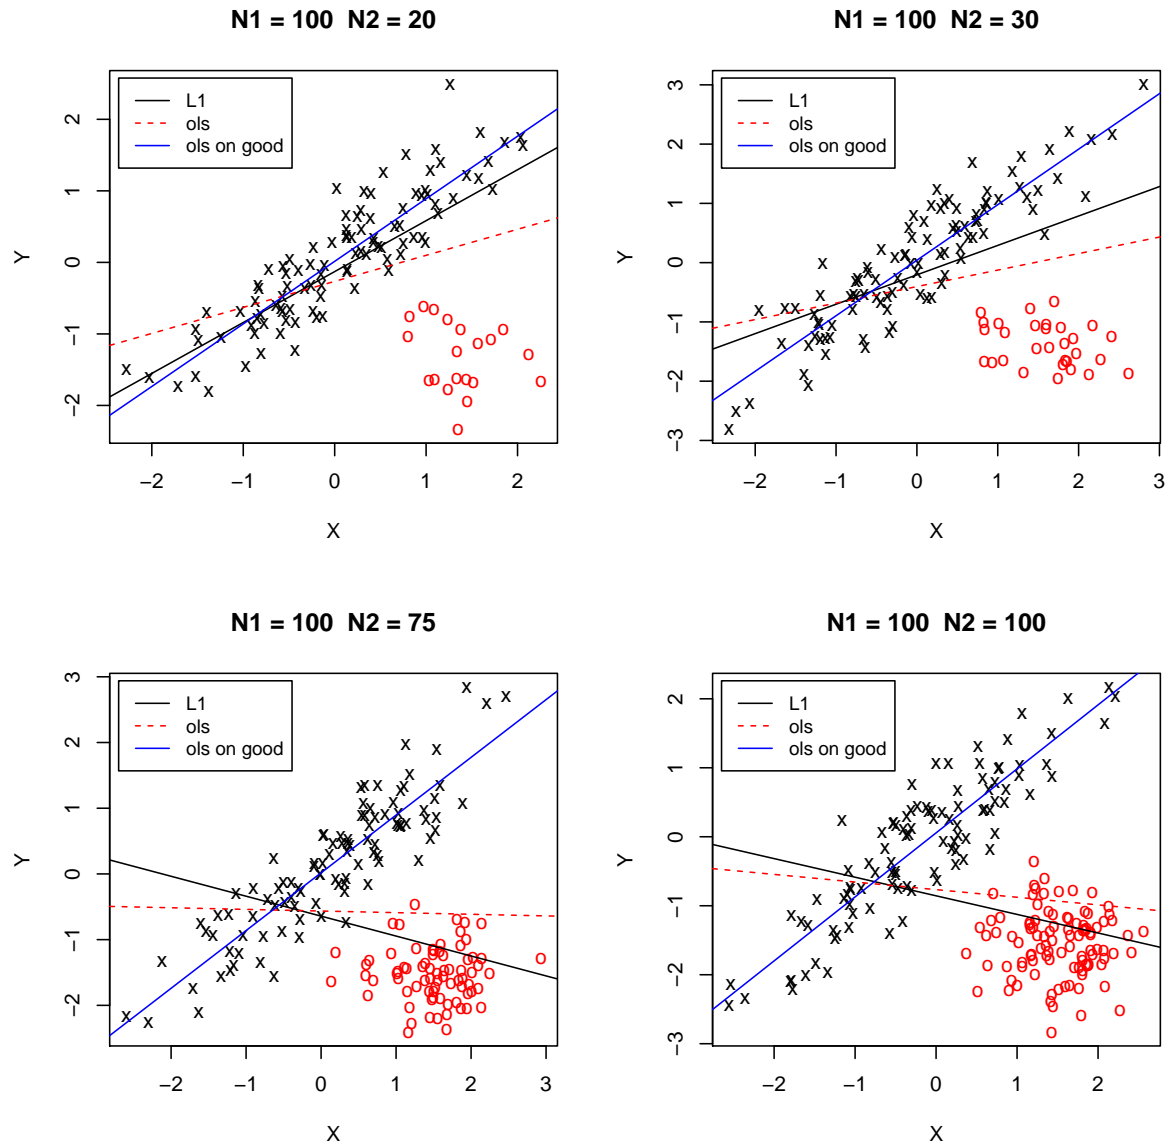 N1 = 100 N2 = 20
L1
ols
ols on good
Y
2
1
0
−1
−2
−2 −1 0 1 2
X
N1 = 100 N2 = 30
L1
ols
ols on good
Y
3
2
1
0
−1
−2
−3
−2 −1 0 1 2 3
X
N1 = 100 N2 = 75
L1
ols
ols on good
Y
3
2
1
0
−1
−2
−2 −1 0 1 2 3
X
N1 = 100 N2 = 100
L1
ols
ols on good
Y
2
1
0
−1
−2
−3
−2 −1 0 1 2
X